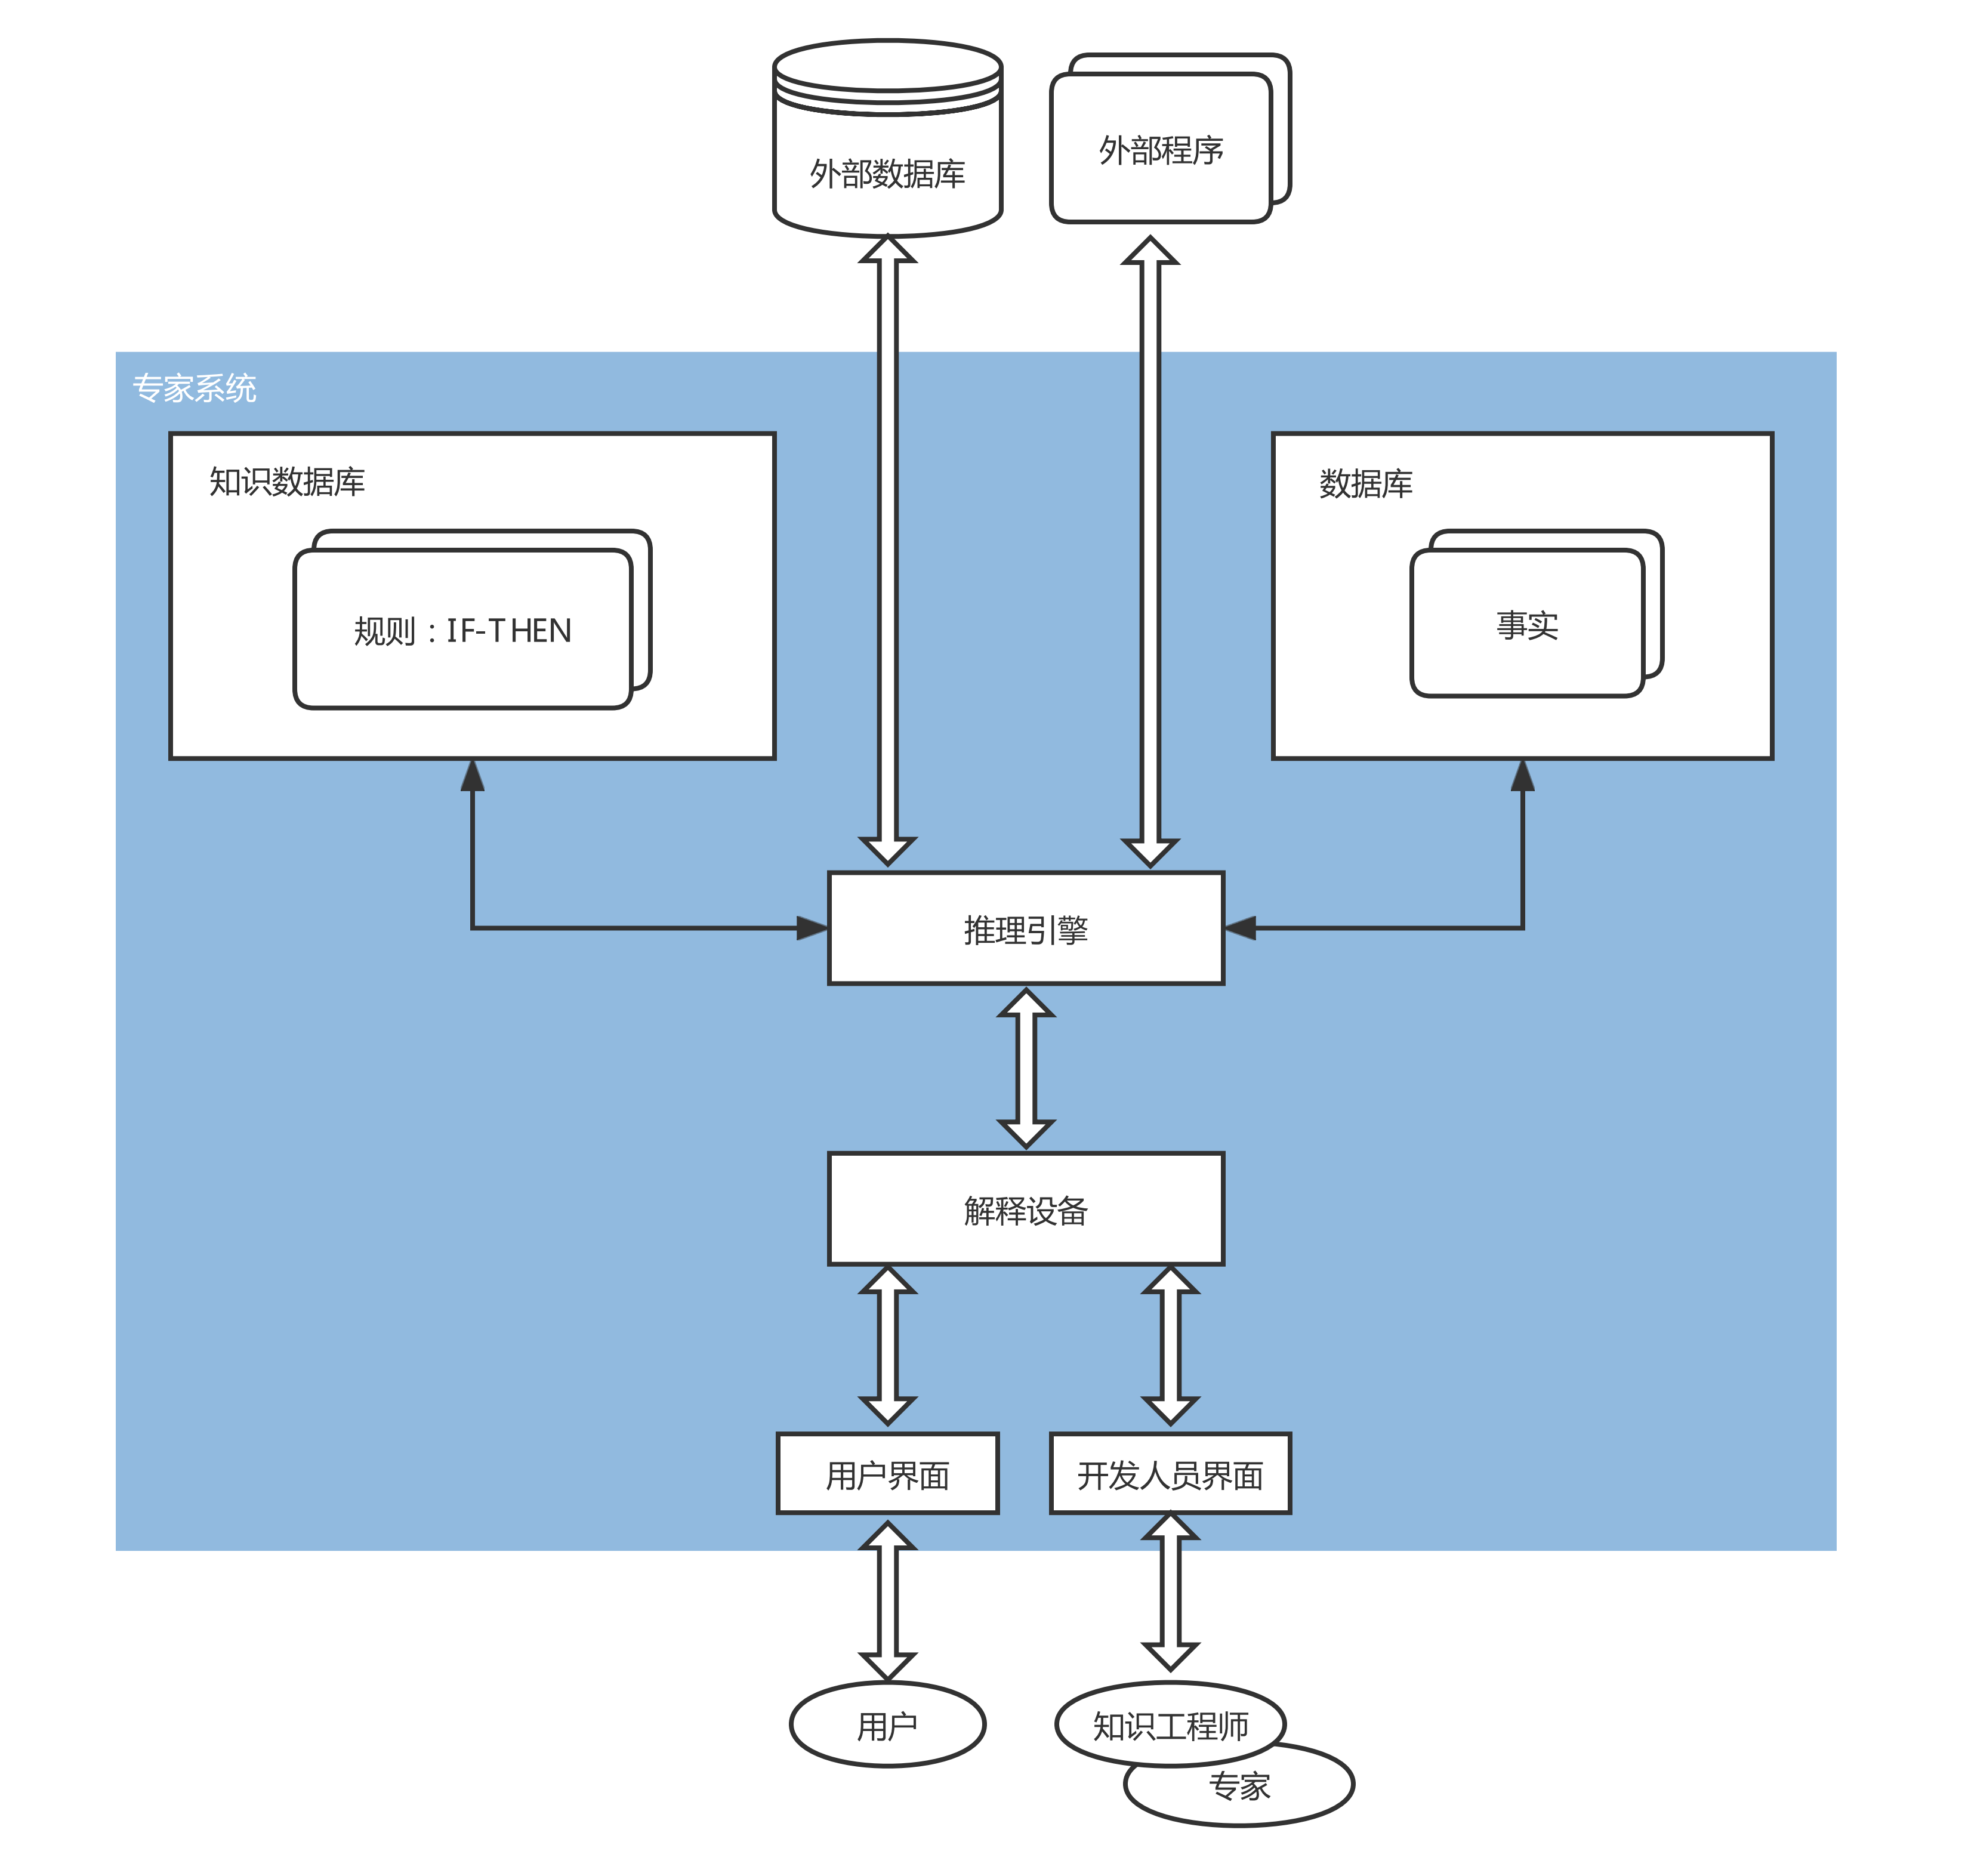 外部数据库
外部程序
专家系统
知识数据库
数据库
规则：IF-THEN
事实
推理引擎
解释设备
用户界面
开发人员界面
用户
知识工程师
专家